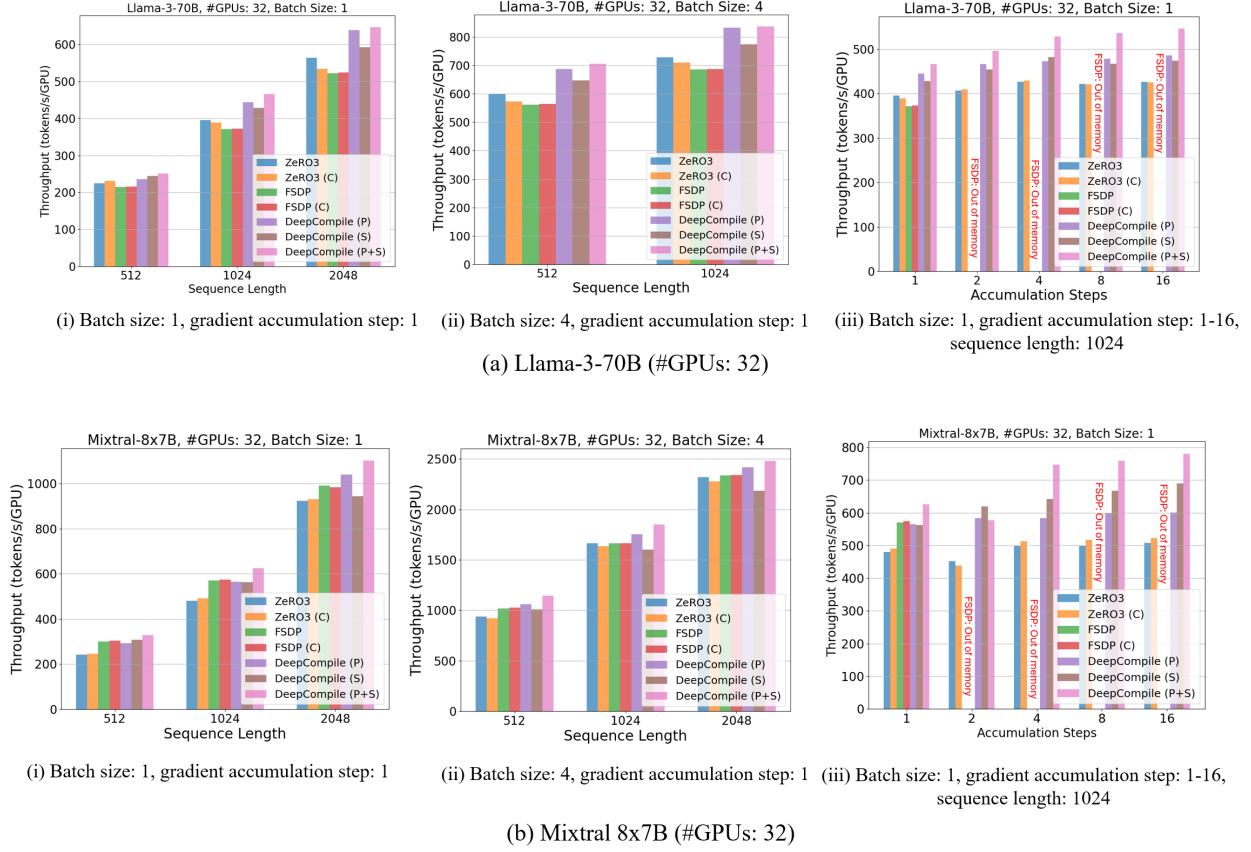 Llama-3-70B, #GPUs: 32, Batch Size: 1
Throughput (tokens/s/GPU)
600
500
400
300
200
100
0
ZeRO3
ZeRO3 (C)
FSDP
FSDP (C)
DeepCompile (P)
DeepCompile (S)
DeepCompile (P+S)
512
1024
2048
Sequence Length
(i) Batch size: 1, gradient accumulation step: 1
Llama-3-70B, #GPUs: 32, Batch Size: 4
Throughput (tokens/s/GPU)
800
700
600
500
400
300
200
100
0
ZeRO3
ZeRO3 (C)
FSDP
FSDP (C)
DeepCompile (P)
DeepCompile (S)
DeepCompile (P+S)
512
1024
Sequence Length
(ii) Batch size: 4, gradient accumulation step: 1
Llama-3-70B, #GPUs: 32, Batch Size: 1
Throughput (tokens/s/GPU)
500
400
300
200
100
0
FSDP: Out of memory
FSDP: Out of memory
FSDP: Out of memory
FSDP: Out of memory
ZeRO3
ZeRO3 (C)
FSDP
FSDP (C)
DeepCompile (P)
DeepCompile (S)
DeepCompile (P+S)
1
2
4
8
16
Accumulation Steps
(iii) Batch size: 1, gradient accumulation step: 1-16,
sequence length: 1024
(a) Llama-3-70B (#GPUs: 32)
Mixtral-8x7B, #GPUs: 32, Batch Size: 1
Throughput (tokens/s/GPU)
1000
800
600
400
200
0
ZeRO3
ZeRO3 (C)
FSDP
FSDP (C)
DeepCompile (P)
DeepCompile (S)
DeepCompile (P+S)
512
1024
2048
Sequence Length
(i) Batch size: 1, gradient accumulation step: 1
Mixtral-8x7B, #GPUs: 32, Batch Size: 4
Throughput (tokens/s/GPU)
2500
2000
1500
1000
500
0
ZeRO3
ZeRO3 (C)
FSDP
FSDP (C)
DeepCompile (P)
DeepCompile (S)
DeepCompile (P+S)
512
1024
2048
Sequence Length
(ii) Batch size: 4, gradient accumulation step: 1
Mixtral-8x7B, #GPUs: 32, Batch Size: 1
Throughput (tokens/s/GPU)
800
700
600
500
400
300
200
100
0
FSDP: Out of memory
FSDP: Out of memory
FSDP: Out of memory
FSDP: Out of memory
ZeRO3
ZeRO3 (C)
FSDP
FSDP (C)
DeepCompile (P)
DeepCompile (S)
DeepCompile (P+S)
1
2
4
8
16
Accumulation Steps
(iii) Batch size: 1, gradient accumulation step: 1-16,
sequence length: 1024
(b) Mixtral 8x7B (#GPUs: 32)